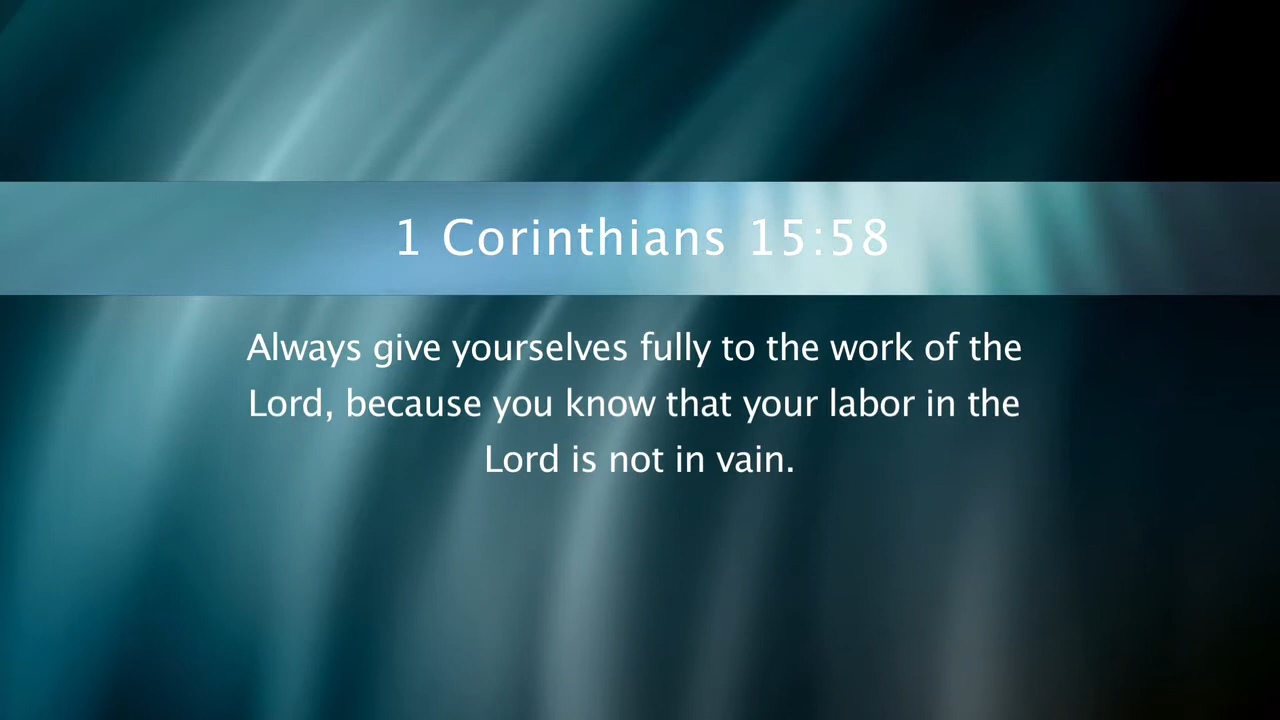 1 Corinthians 15:58
Always give yourselves fully to the work of the
Lord, because you know that your labor in the
Lord is not in vain.